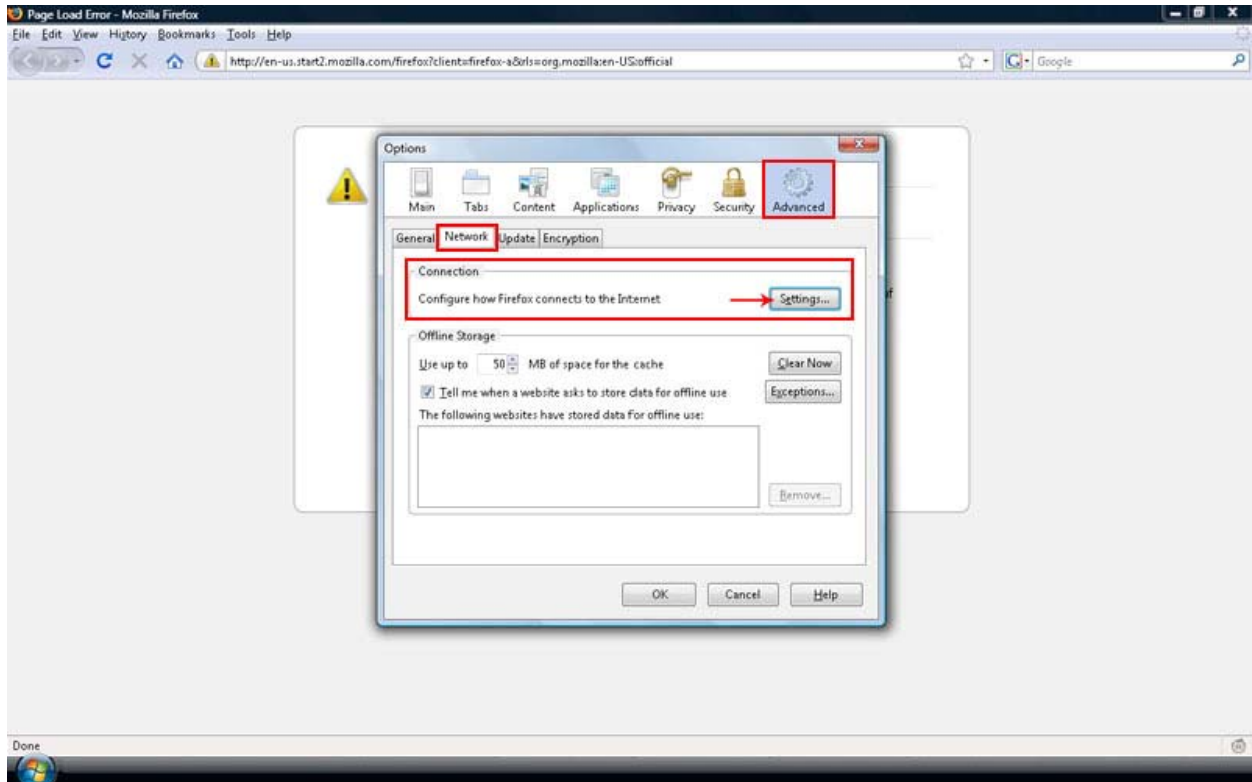 Page Load Error - Mozilla Firefox
File Edit View History Bookmarks Tools Help
http://en-us.start2.mozilla.com/firefox?client=firefox-a&rls=org.mozilla:en-US:official
Google
Options
Main Tabs Content Applications Privacy Security Advanced
General Network Update Encryption
Connection
Configure how Firefox connects to the Internet Settings...
Offline Storage
Use up to 50 MB of space for the cache Clear Now
Tell me when a website asks to store data for offline use Exceptions...
The following websites have stored data for offline use:
Remove...
OK Cancel Help
Done